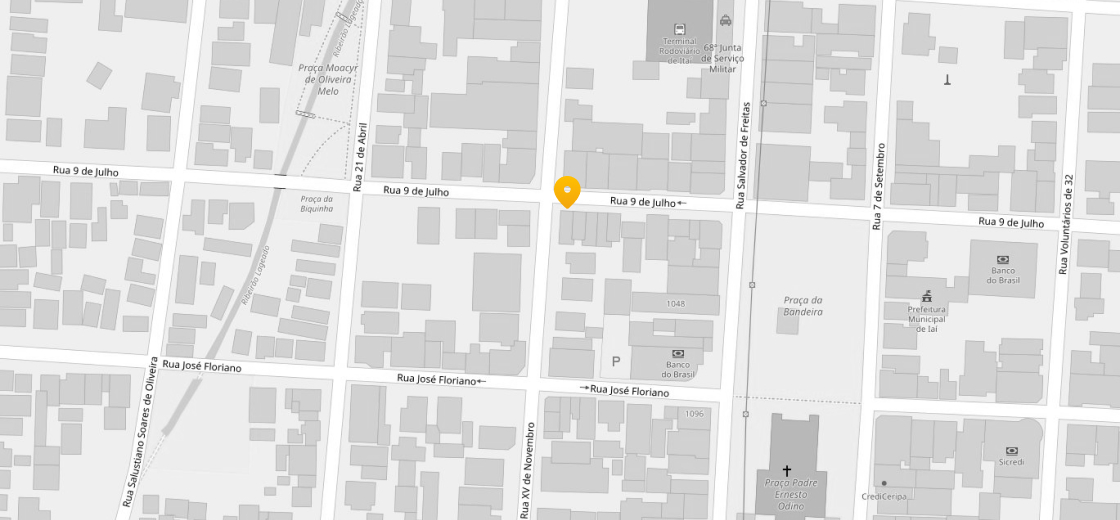 Ribeirão Lageado
Terminal
Rodoviário
de Itaí
68ª Junta
de Serviço
Militar
Praça Moacyr
de Oliveira
Melo
Rua 21 de Abril
Rua Salvador de Freitas
Rua 7 de Setembro
Rua Voluntários de 32
Rua 9 de Julho
Rua 9 de Julho
Rua 9 de Julho←
Rua 9 de Julho
Praça da
Biquinha
Ribeirão Lageado
Banco
do Brasil
Prefeitura
Municipal
de Iaí
Praça da
Bandeira
1048
P
Banco
do Brasil
Rua José Floriano
Rua José Floriano←
→Rua José Floriano
Rua Salustiano Soares de Oliveira
Rua XV de Novembro
1096
Sicredi
Praça Padre
Ernesto
Odino
CrediCeripa...